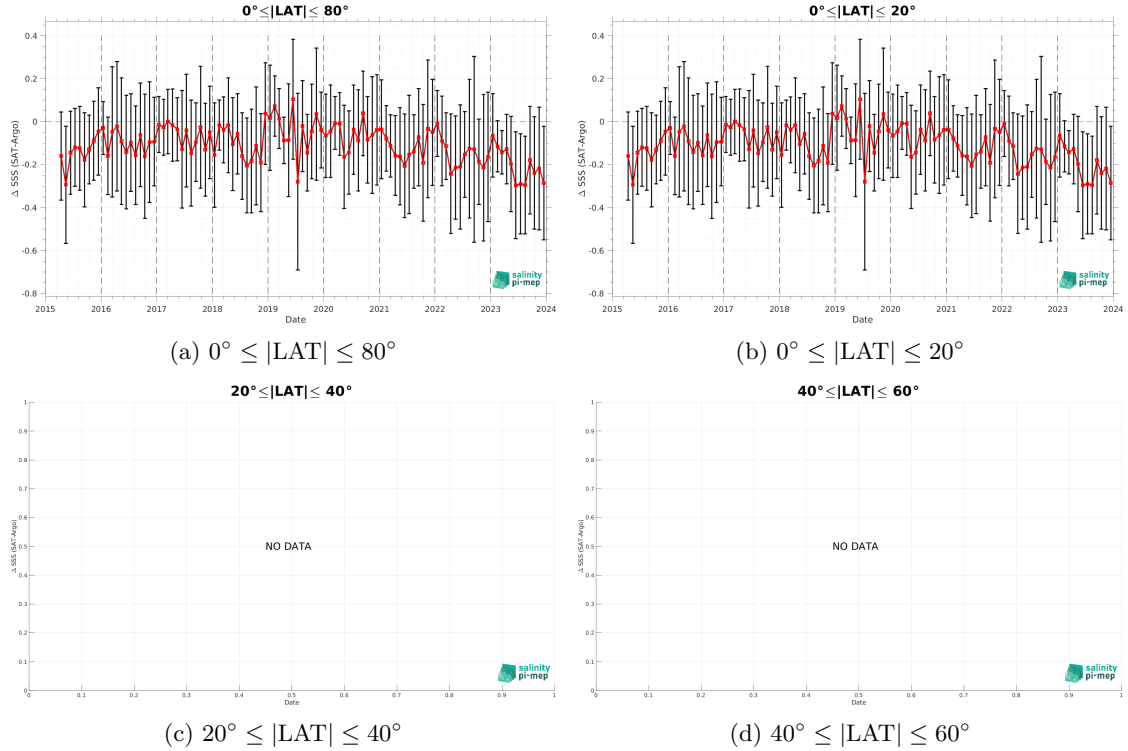 0°≤|LAT|≤ 80°
0.4
0.2
0
-0.2
-0.4
-0.6
-0.8
Δ SSS (SAT-Argo)
2015 2016 2017 2018 2019 2020 2021 2022 2023 2024
Date
salinity
pi-mep
(a) 0° ≤ |LAT| ≤ 80°
0°≤|LAT|≤ 20°
0.4
0.2
0
-0.2
-0.4
-0.6
-0.8
Δ SSS (SAT-Argo)
2015 2016 2017 2018 2019 2020 2021 2022 2023 2024
Date
salinity
pi-mep
(b) 0° ≤ |LAT| ≤ 20°
20°≤|LAT|≤ 40°
1
0.9
0.8
0.7
0.6
0.5
0.4
0.3
0.2
0.1
0
Δ SSS (SAT-Argo)
NO DATA
0 0.1 0.2 0.3 0.4 0.5 0.6 0.7 0.8 0.9 1
Date
salinity
pi-mep
(c) 20° ≤ |LAT| ≤ 40°
40°≤|LAT|≤ 60°
1
0.9
0.8
0.7
0.6
0.5
0.4
0.3
0.2
0.1
0
Δ SSS (SAT-Argo)
NO DATA
0 0.1 0.2 0.3 0.4 0.5 0.6 0.7 0.8 0.9 1
Date
salinity
pi-mep
(d) 40° ≤ |LAT| ≤ 60°